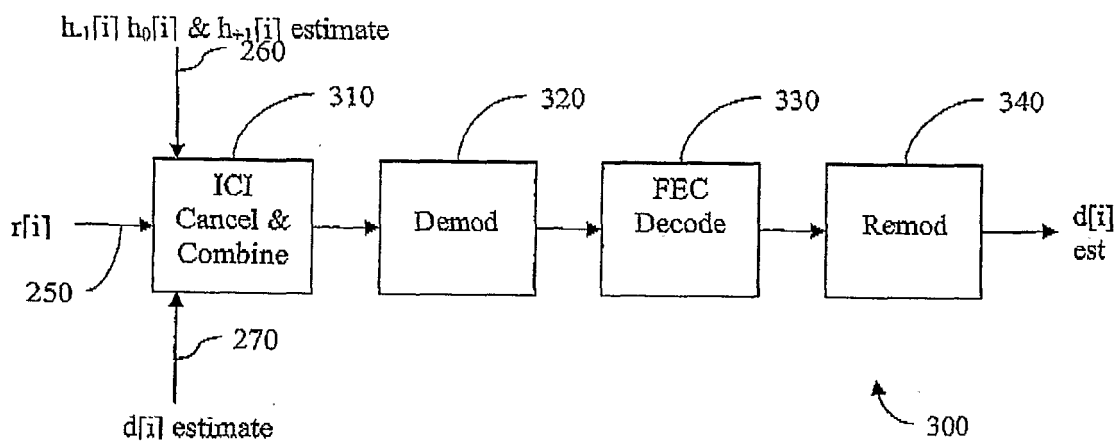 h-1[i] h0[i] & h+1[i] estimate
260
310
320
330
340
ICI
Cancel &
Combine
Demod
FEC
Decode
Remod
r[i]
250
d[i]
est
270
d[i] estimate
300